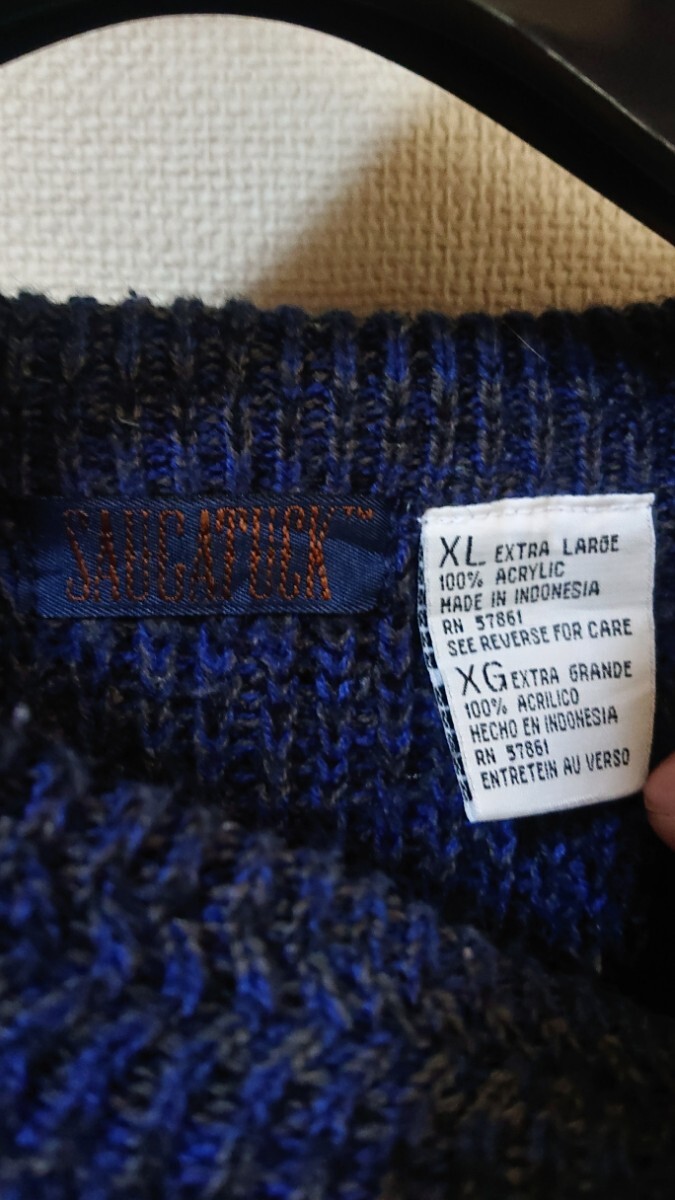 SAUGATUCK™
XL EXTRA LARGE
100% ACRYLIC
MADE IN INDONESIA
RN 57861
SEE REVERSE FOR CARE
XG EXTRA GRANDE
100% ACRILICO
HECHO EN INDONESIA
RN 57861
ENTRETEIN AU VERSO